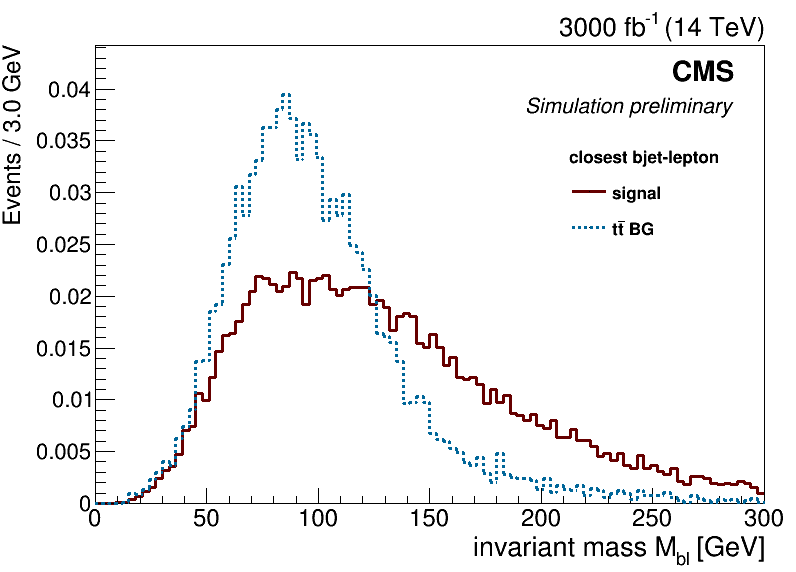 3000 fb⁻¹ (14 TeV)
CMS
Simulation preliminary
closest bjet-lepton
signal
tt̄ BG
Events / 3.0 GeV
0.04
0.035
0.03
0.025
0.02
0.015
0.01
0.005
0
0 50 100 150 200 250 300
invariant mass M_bl [GeV]